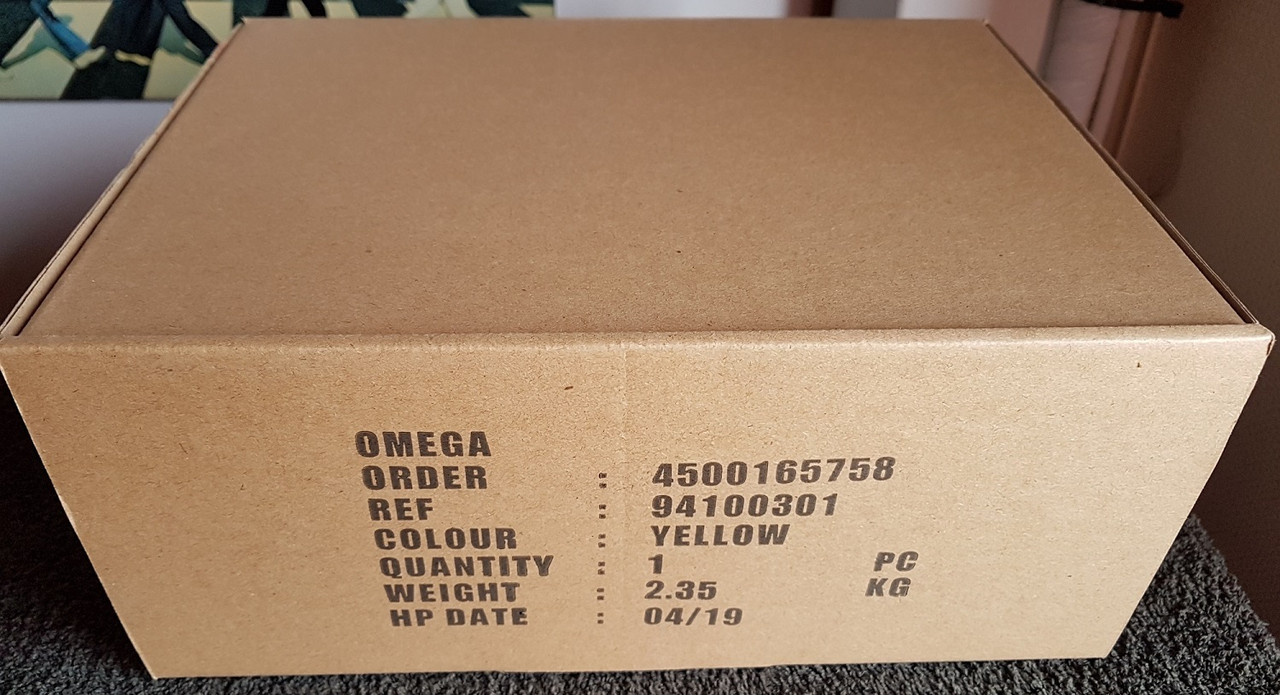 OMEGA
ORDER : 4500165758
REF : 94100301
COLOUR : YELLOW
QUANTITY : 1 PC
WEIGHT : 2.35 KG
HP DATE : 04/19